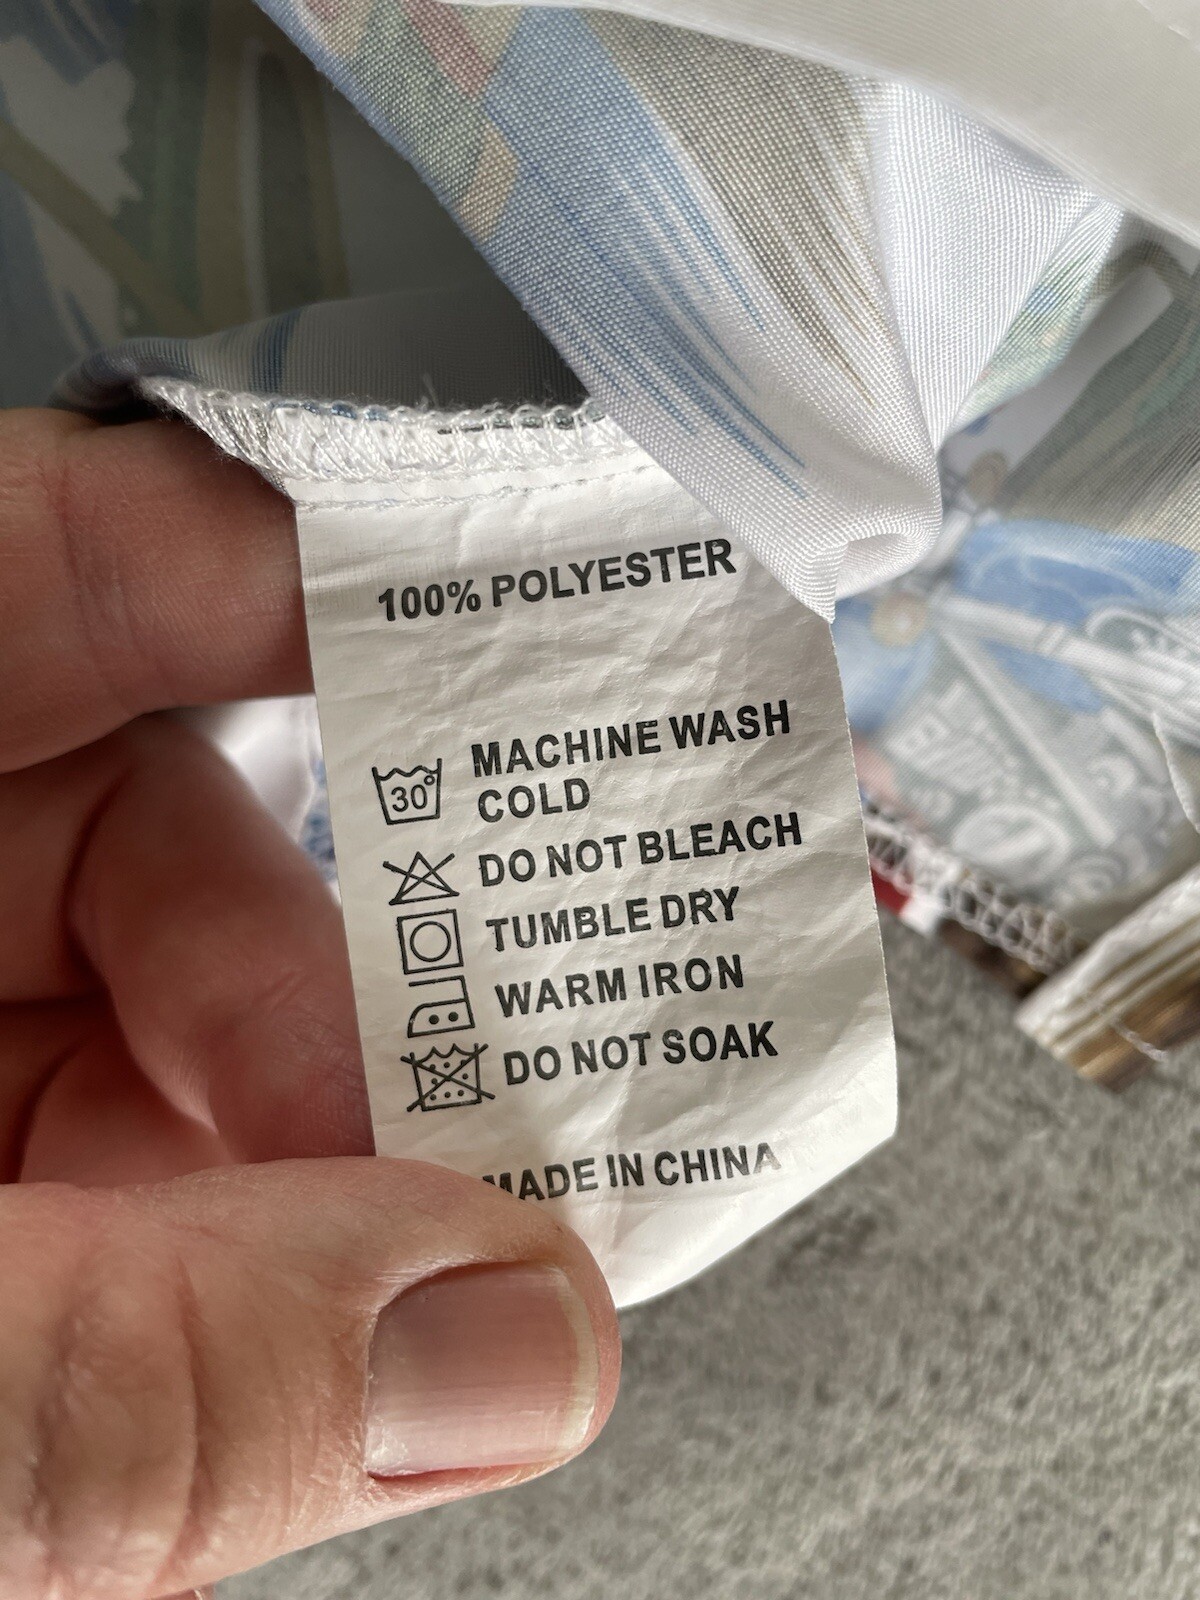 100% POLYESTER
MACHINE WASH
30° COLD
DO NOT BLEACH
TUMBLE DRY
WARM IRON
DO NOT SOAK
MADE IN CHINA